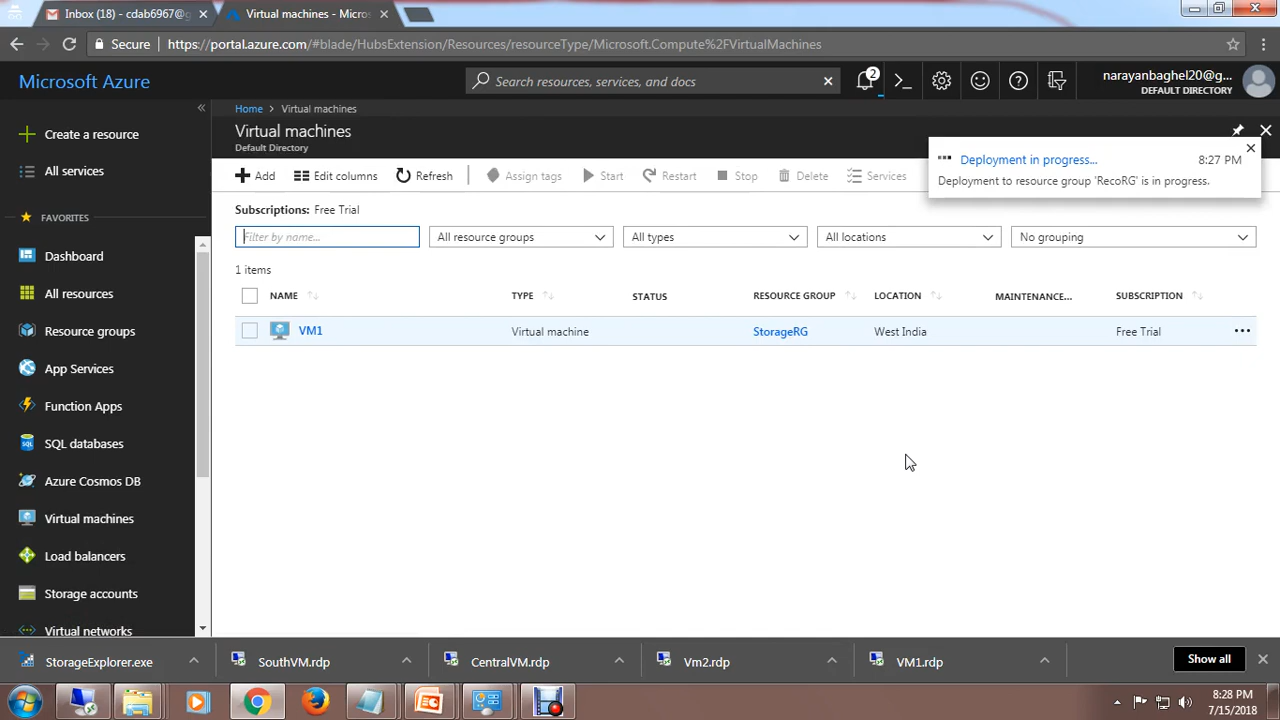 Inbox (18) - cdab6967@g
Virtual machines - Micros
Secure
https://portal.azure.com/#blade/HubsExtension/Resources/resourceType/Microsoft.Compute%2FVirtualMachines
Microsoft Azure
Search resources, services, and docs
2
narayanbaghel20@g...
DEFAULT DIRECTORY
Home > Virtual machines
Create a resource
All services
FAVORITES
Dashboard
All resources
Resource groups
App Services
Function Apps
SQL databases
Azure Cosmos DB
Virtual machines
Load balancers
Storage accounts
Virtual networks
Virtual machines
Default Directory
Deployment in progress... 8:27 PM
Deployment to resource group 'RecoRG' is in progress.
Add Edit columns Refresh Assign tags Start Restart Stop Delete Services
Subscriptions: Free Trial
Filter by name... All resource groups All types All locations No grouping
1 items
NAME TYPE STATUS RESOURCE GROUP LOCATION MAINTENANCE... SUBSCRIPTION
VM1 Virtual machine StorageRG West India Free Trial
StorageExplorer.exe SouthVM.rdp CentralVM.rdp Vm2.rdp VM1.rdp Show all
8:28 PM
7/15/2018